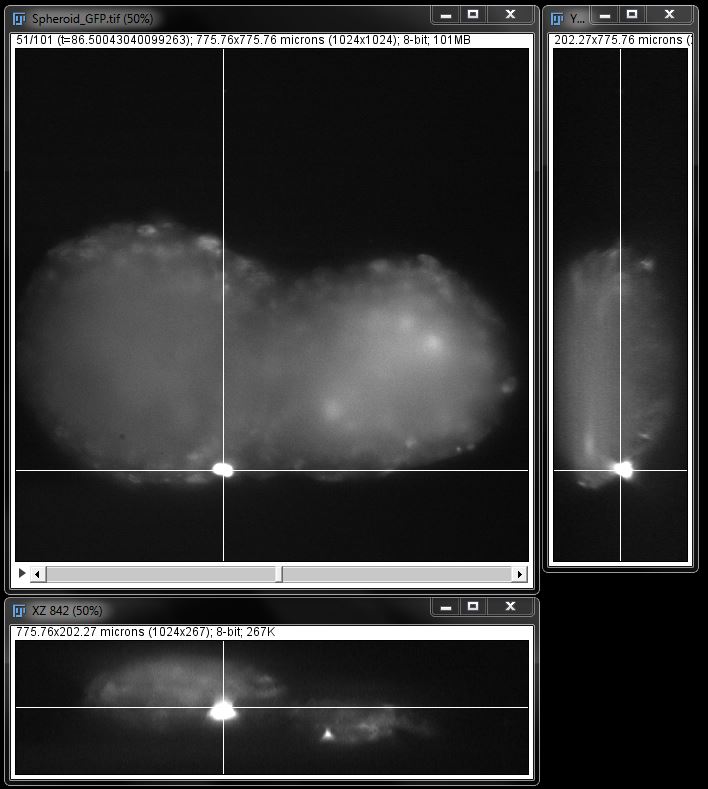 Spheroid_GFP.tif (50%)
Y...
51/101 (t=86.50043040099263); 775.76x775.76 microns (1024x1024); 8-bit; 101MB
202.27x775.76 microns (
XZ 842 (50%)
775.76x202.27 microns (1024x267); 8-bit; 267K